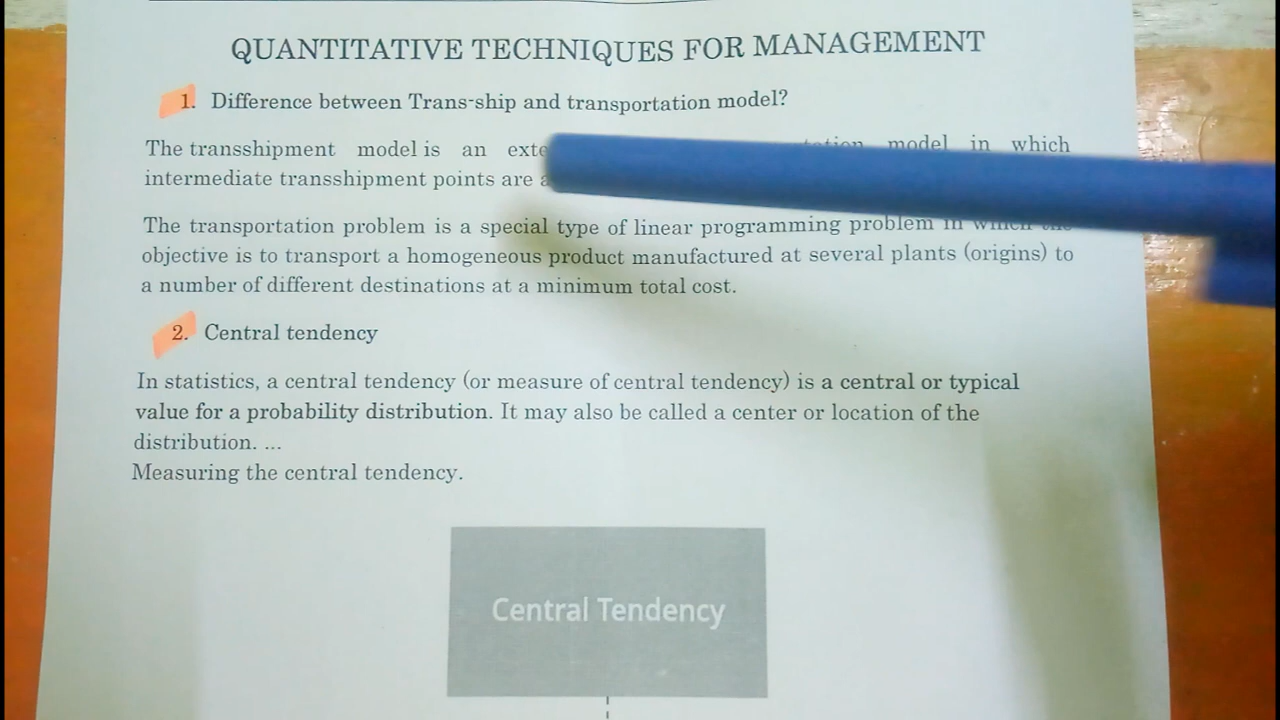 QUANTITATIVE TECHNIQUES FOR MANAGEMENT
1. Difference between Trans-ship and transportation model?
The transshipment model is an model in which
intermediate transshipment points are
The transportation problem is a special type of linear programming problem in which the
objective is to transport a homogeneous product manufactured at several plants (origins) to
a number of different destinations at a minimum total cost.
2. Central tendency
In statistics, a central tendency (or measure of central tendency) is a central or typical
value for a probability distribution. It may also be called a center or location of the
distribution. ...
Measuring the central tendency.
Central Tendency